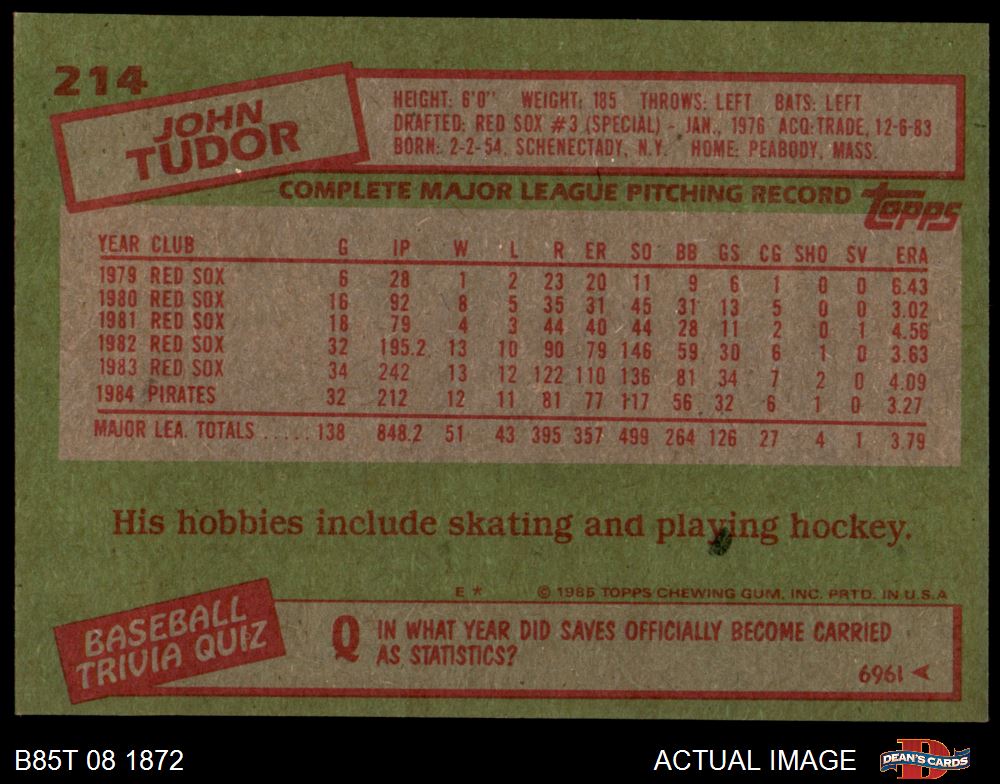 214
JOHN
TUDOR
HEIGHT: 6'0" WEIGHT: 185 THROWS: LEFT BATS: LEFT
DRAFTED: RED SOX #3 (SPECIAL) - JAN., 1976 ACQ: TRADE, 12-6-83
BORN: 2-2-54, SCHENECTADY, N.Y. HOME: PEABODY, MASS.
COMPLETE MAJOR LEAGUE PITCHING RECORD
TOPPS
YEAR CLUB G IP W L R ER SO BB GS CG SHO SV ERA
1979 RED SOX 6 28 1 2 23 20 11 9 6 1 0 0 6.43
1980 RED SOX 16 92 8 5 35 31 45 31 13 5 0 0 3.02
1981 RED SOX 18 79 4 3 44 40 44 28 11 2 0 1 4.56
1982 RED SOX 32 195.2 13 10 90 79 146 59 30 6 1 0 3.63
1983 RED SOX 34 242 13 12 122 110 136 81 34 7 2 0 4.09
1984 PIRATES 32 212 12 11 81 77 117 56 32 6 1 0 3.27
MAJOR LEA. TOTALS ..... 138 848.2 51 43 395 357 499 264 126 27 4 1 3.79
His hobbies include skating and playing hockey.
E * © 1985 TOPPS CHEWING GUM, INC. PRTD. IN U.S.A
BASEBALL
TRIVIA QUIZ
Q IN WHAT YEAR DID SAVES OFFICIALLY BECOME CARRIED
AS STATISTICS?
1969
B85T 08 1872
ACTUAL IMAGE
DEAN'S CARDS